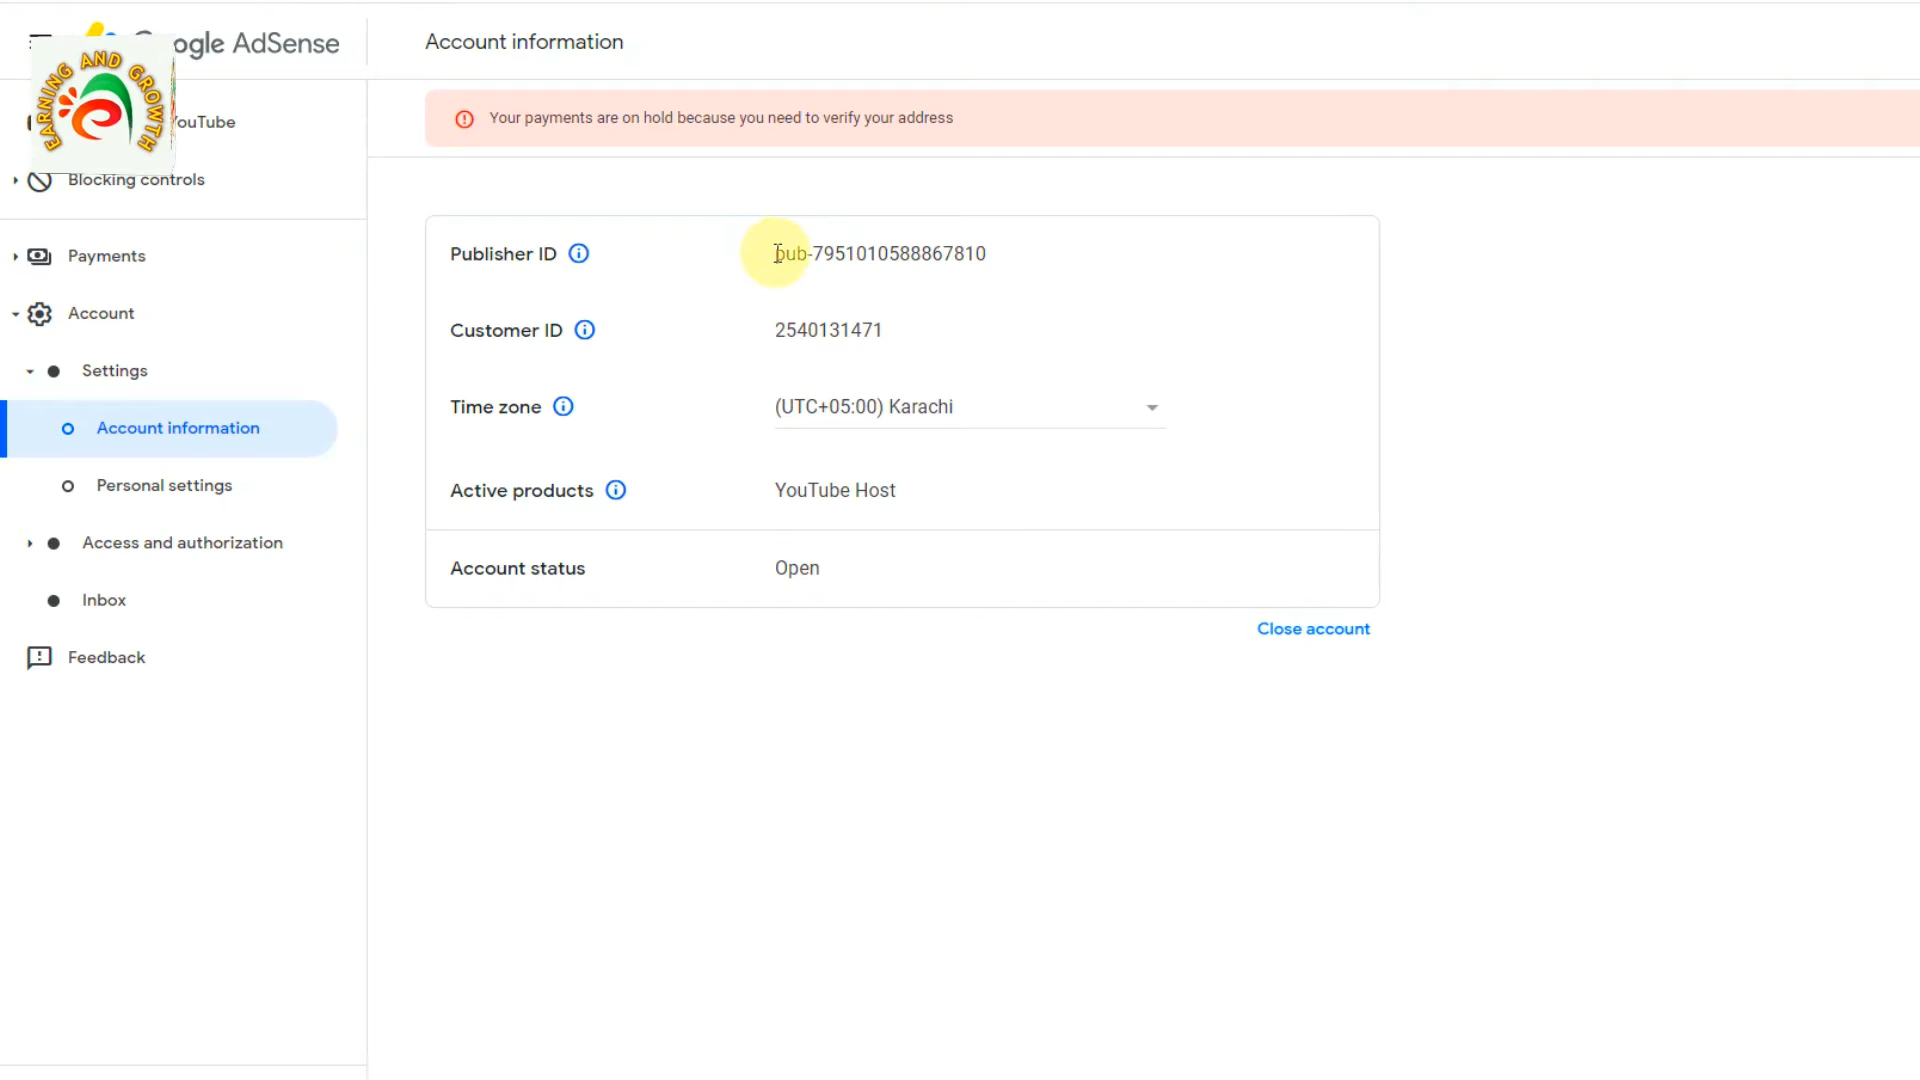 Google AdSense
Account information
EARNING AND GROWTH
YouTube
Your payments are on hold because you need to verify your address
Blocking controls
Payments
Account
Settings
Account information
Personal settings
Access and authorization
Inbox
Feedback
Publisher ID pub-7951010588867810
Customer ID 2540131471
Time zone (UTC+05:00) Karachi
Active products YouTube Host
Account status Open
Close account